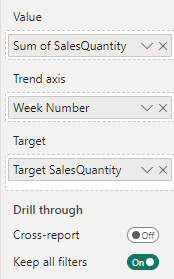 Value
Sum of SalesQuantity
Trend axis
Week Number
Target
Target SalesQuantity
Drill through
Cross-report Off
Keep all filters On